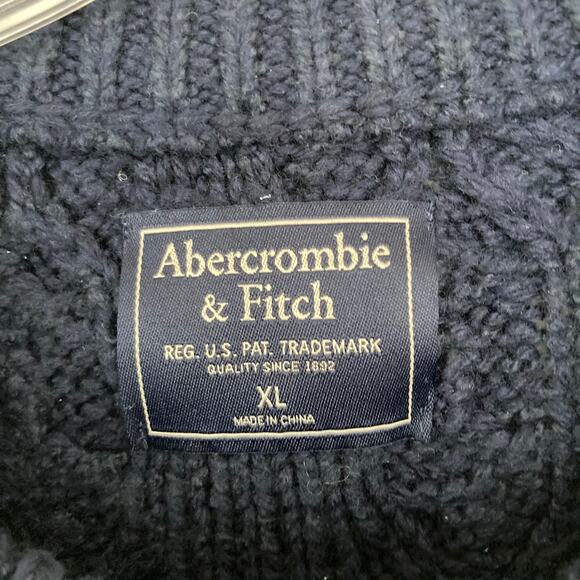 Abercrombie
& Fitch
REG. U.S. PAT. TRADEMARK
QUALITY SINCE 1892
XL
MADE IN CHINA